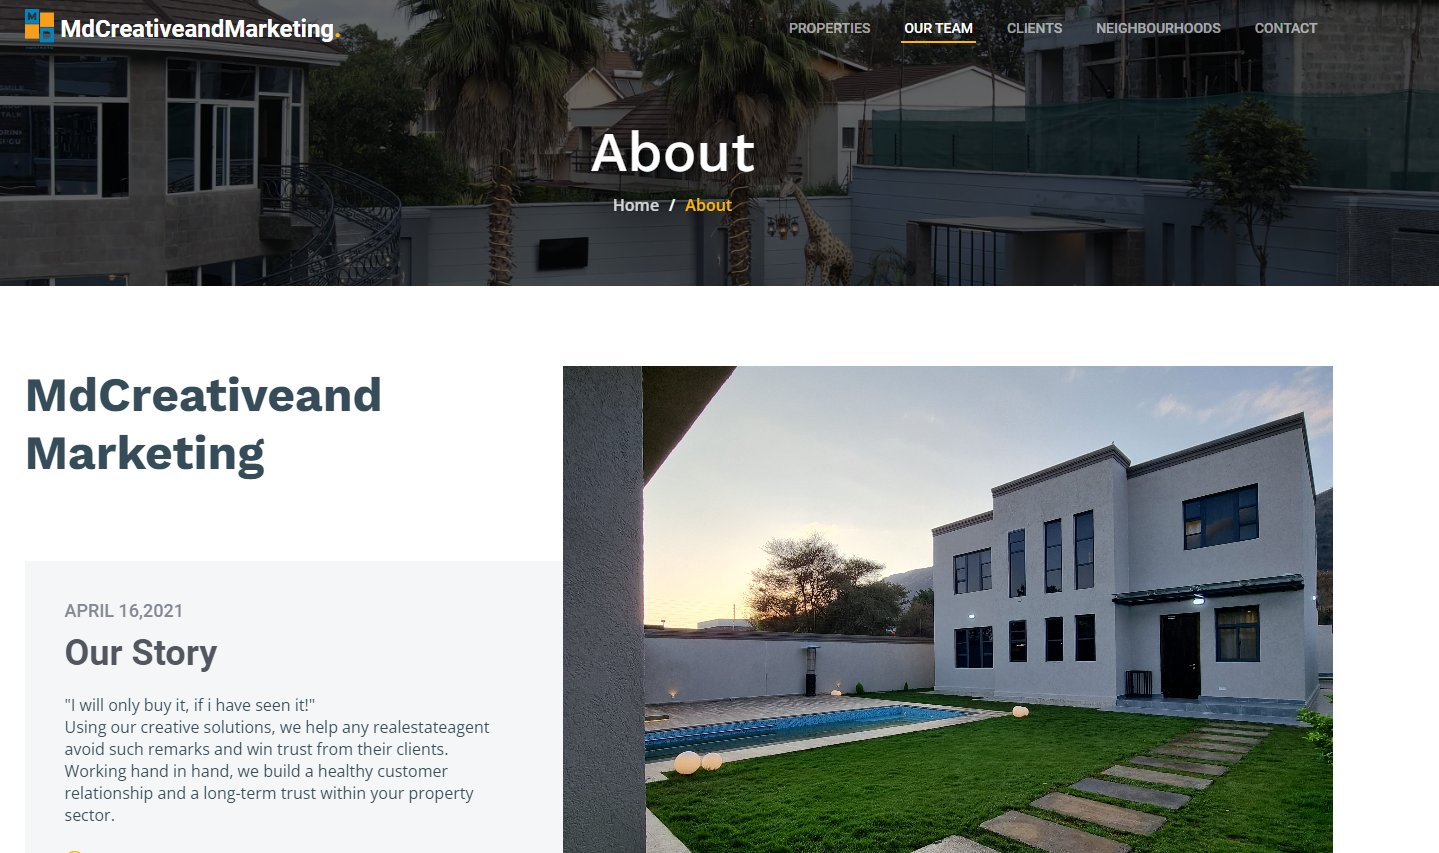 MdCreativeandMarketing.
PROPERTIES OUR TEAM CLIENTS NEIGHBOURHOODS CONTACT
About
Home / About
MdCreativeand
Marketing
APRIL 16,2021
Our Story
"I will only buy it, if i have seen it!"
Using our creative solutions, we help any realestateagent
avoid such remarks and win trust from their clients.
Working hand in hand, we build a healthy customer
relationship and a long-term trust within your property
sector.